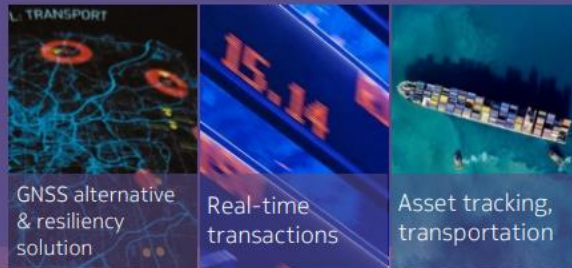 L: TRANSPORT
15.14
GNSS alternative
& resiliency
solution
Real-time
transactions
Asset tracking,
transportation